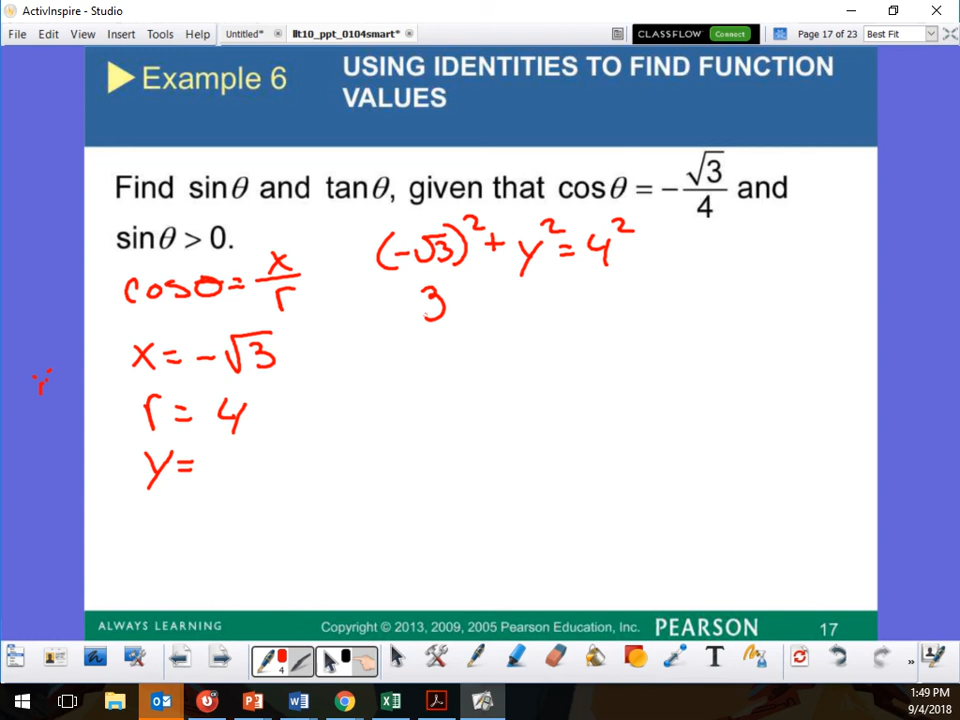 ActivInspire - Studio
File Edit View Insert Tools Help Untitled* llt10_ppt_0104smart* CLASSFLOW Connect Page 17 of 23 Best Fit
Example 6 USING IDENTITIES TO FIND FUNCTION
VALUES
Find sinθ and tanθ, given that cosθ = −√3/4 and
sinθ > 0.
(−√3)² + y² = 4²
cosθ = x/r
3
x = −√3
r = 4
y =
ALWAYS LEARNING Copyright © 2013, 2009, 2005 Pearson Education, Inc. PEARSON 17
4 T »
1:49 PM
9/4/2018